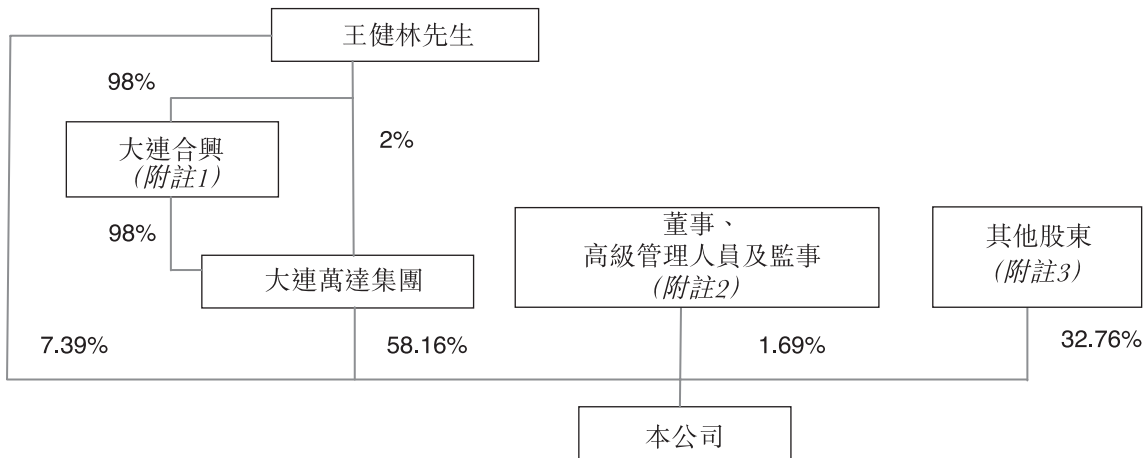 王健林先生
98%
2%
大連合興
(附註1)
98%
大連萬達集團
董事、
高級管理人員及監事
(附註2)
其他股東
(附註3)
7.39%
58.16%
1.69%
32.76%
本公司